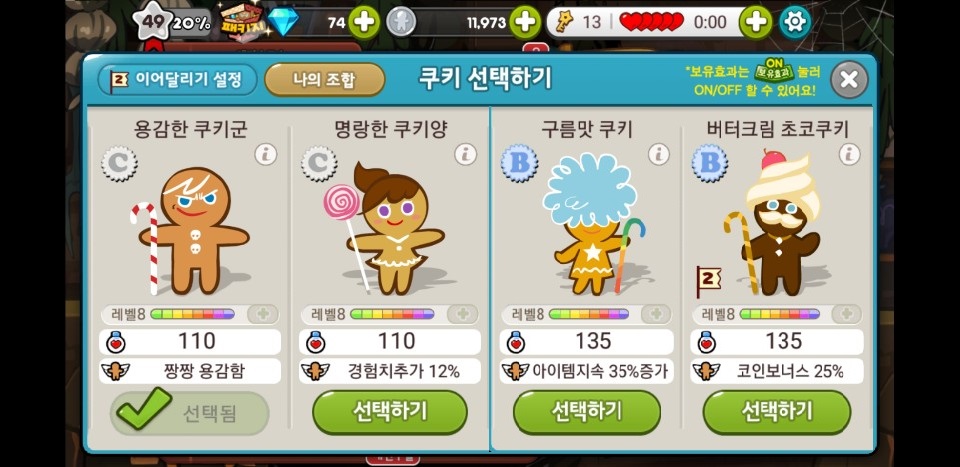 49 20% 패키지 74 11,973 13 0:00
2 이어달리기 설정
나의 조합
쿠키 선택하기
*보유효과는 ON 보유효과 눌러
ON/OFF 할 수 있어요!
용감한 쿠키군
C
레벨8
110
짱짱 용감함
선택됨
명랑한 쿠키양
C
레벨8
110
경험치추가 12%
선택하기
구름맛 쿠키
B
레벨8
135
아이템지속 35%증가
선택하기
버터크림 초코쿠키
B
2
레벨8
135
코인보너스 25%
선택하기